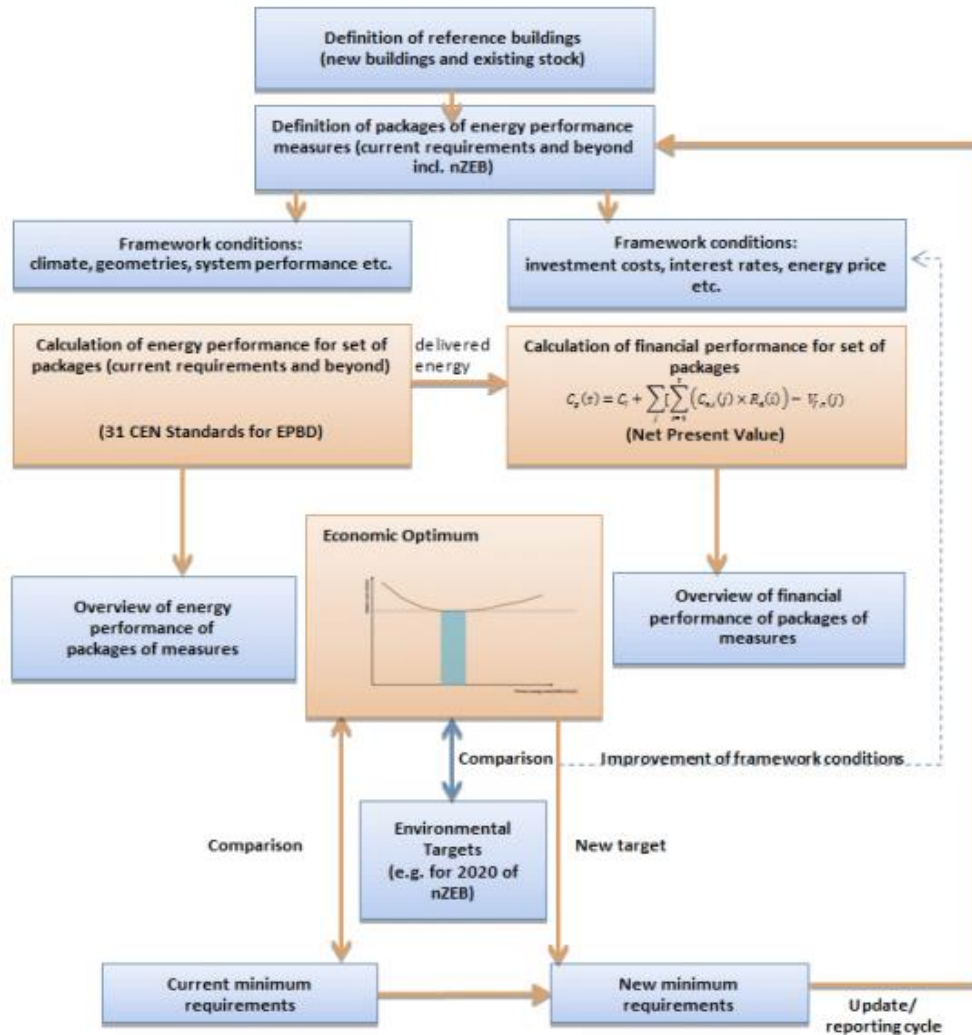 Definition of reference buildings
(new buildings and existing stock)
Definition of packages of energy performance
measures (current requirements and beyond
incl. nZEB)
Framework conditions:
climate, geometries, system performance etc.
Framework conditions:
investment costs, interest rates, energy price
etc.
Calculation of energy performance for set of
packages (current requirements and beyond)
(31 CEN Standards for EPBD)
delivered
energy
Calculation of financial performance for set of
packages
(Net Present Value)
Economic Optimum
Overview of energy
performance of
packages of measures
Overview of financial
performance of packages of
measures
Comparison
Improvement of framework conditions
Comparison
Environmental
Targets
(e.g. for 2020 of
nZEB)
New target
Current minimum
requirements
New minimum
requirements
Update/
reporting cycle